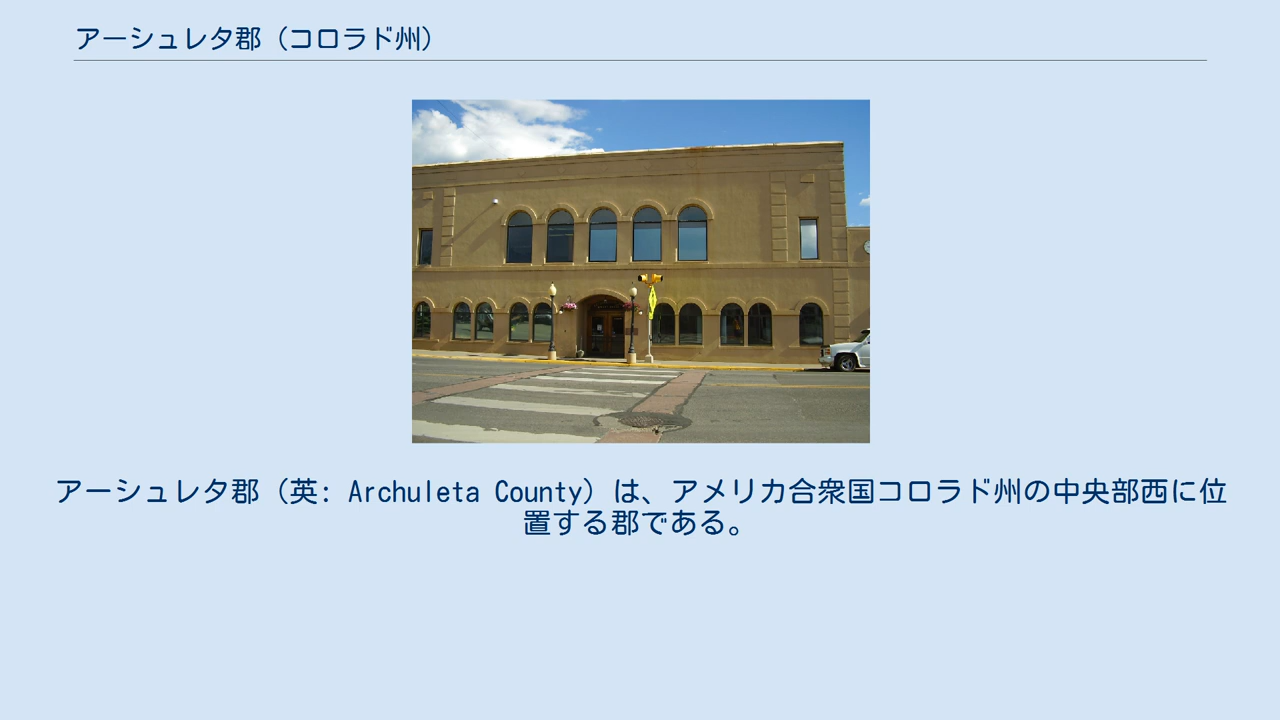 アーシュレタ郡（コロラド州）
アーシュレタ郡（英: Archuleta County）は、アメリカ合衆国コロラド州の中央部西に位
置する郡である。